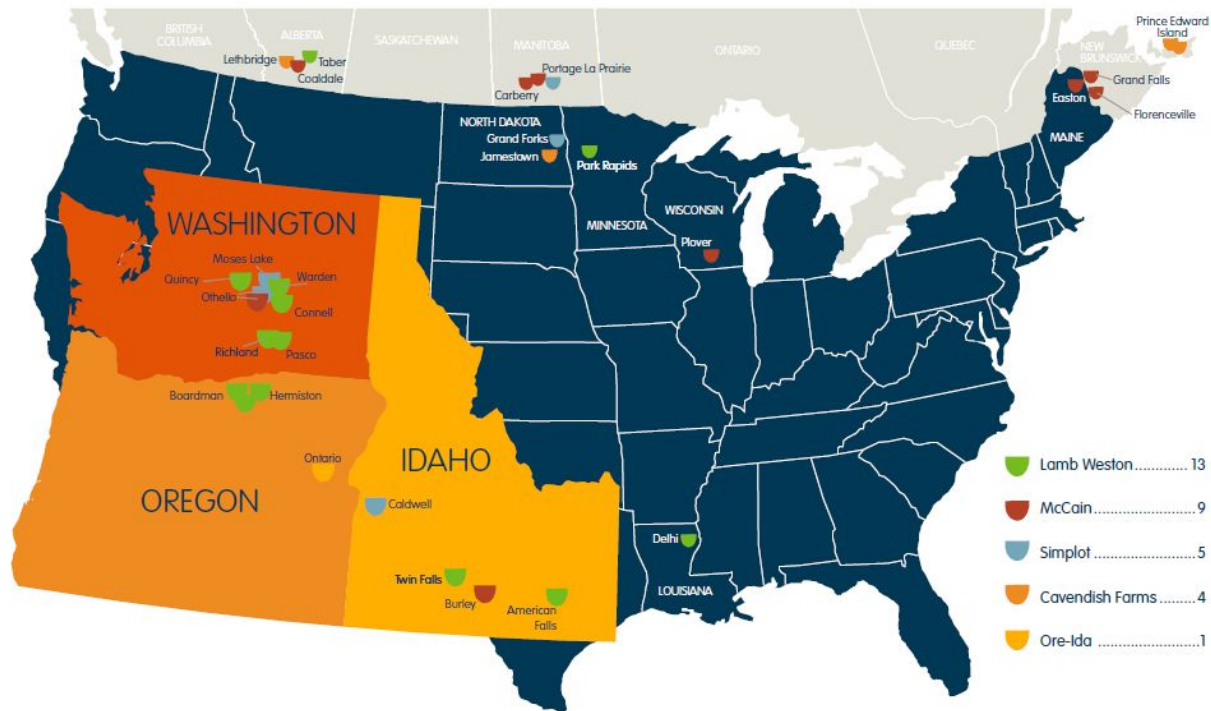 BRITISH
COLUMBIA
ALBERTA
SASKATCHEWAN
MANITOBA
ONTARIO
QUEBEC
NEW
BRUNSWICK
Prince Edward
Island
Lethbridge
Taber
Coaldale
Portage La Prairie
Carberry
Grand Falls
Easton
Florenceville
MAINE
NORTH DAKOTA
Grand Forks
Jamestown
Park Rapids
MINNESOTA
WISCONSIN
Plover
WASHINGTON
Moses Lake
Quincy
Warden
Othello
Connell
Richland
Pasco
Boardman
Hermiston
Ontario
OREGON
IDAHO
Caldwell
Twin Falls
Burley
American
Falls
Delhi
LOUISIANA
Lamb Weston ............ 13
McCain ..................... 9
Simplot ..................... 5
Cavendish Farms ......... 4
Ore-Ida ......................... 1